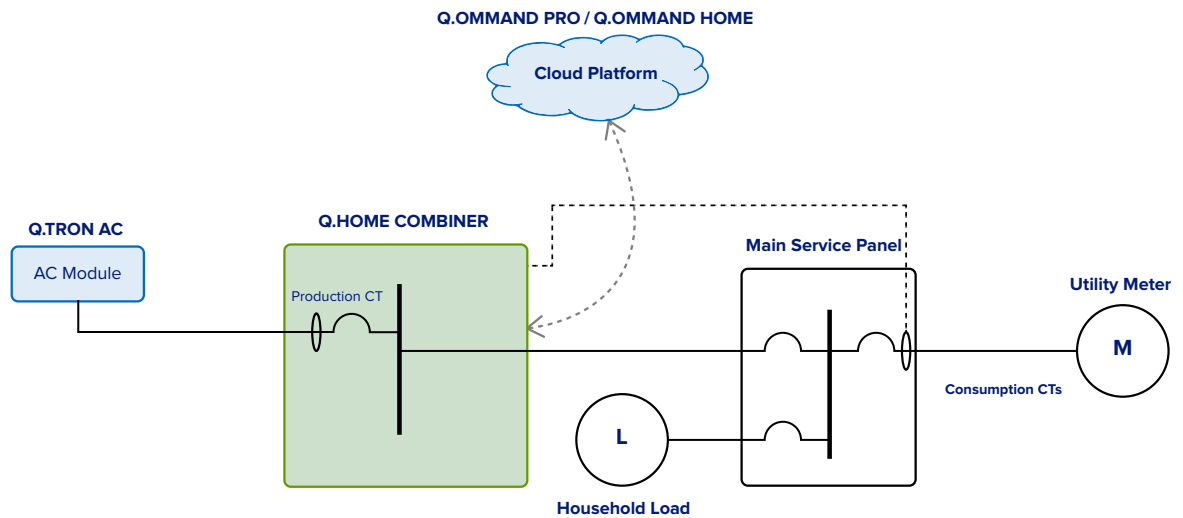 Q.OMMAND PRO / Q.OMMAND HOME
Cloud Platform
Q.TRON AC
AC Module
Q.HOME COMBINER
Production CT
Main Service Panel
Utility Meter
M
Consumption CTs
L
Household Load